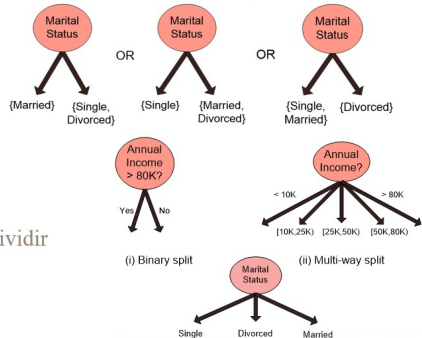 Marital
Status
OR
Marital
Status
OR
Marital
Status
{Married}
{Single,
Divorced}
{Single}
{Married,
Divorced}
{Single,
Married}
{Divorced}
Annual
Income
> 80K?
Yes
No
(i) Binary split
Annual
Income?
< 10K
> 80K
[10K,25K)
[25K,50K)
[50K,80K)
(ii) Multi-way split
ividir
Marital
Status
Single
Divorced
Married